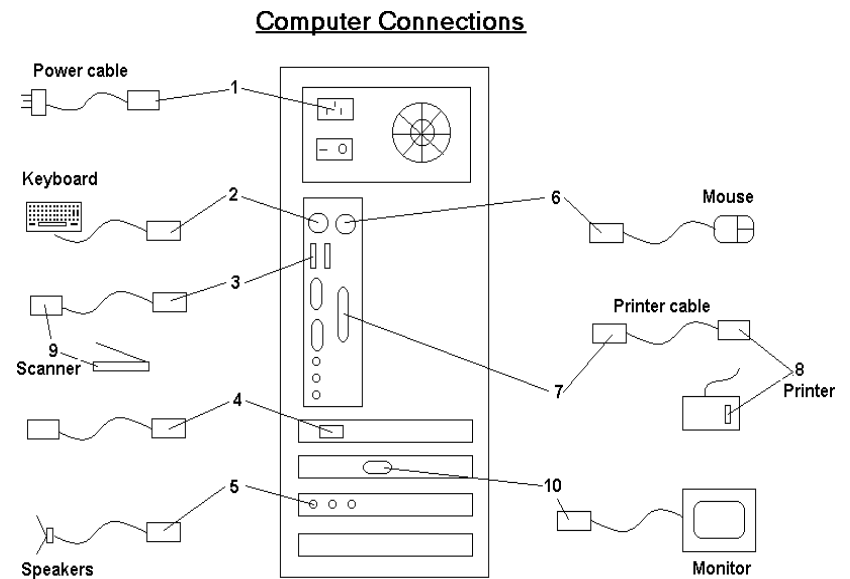 Computer Connections
Power cable
1
Keyboard
2
6
Mouse
3
Printer cable
9
Scanner
8
Printer
7
4
5
10
Speakers
Monitor